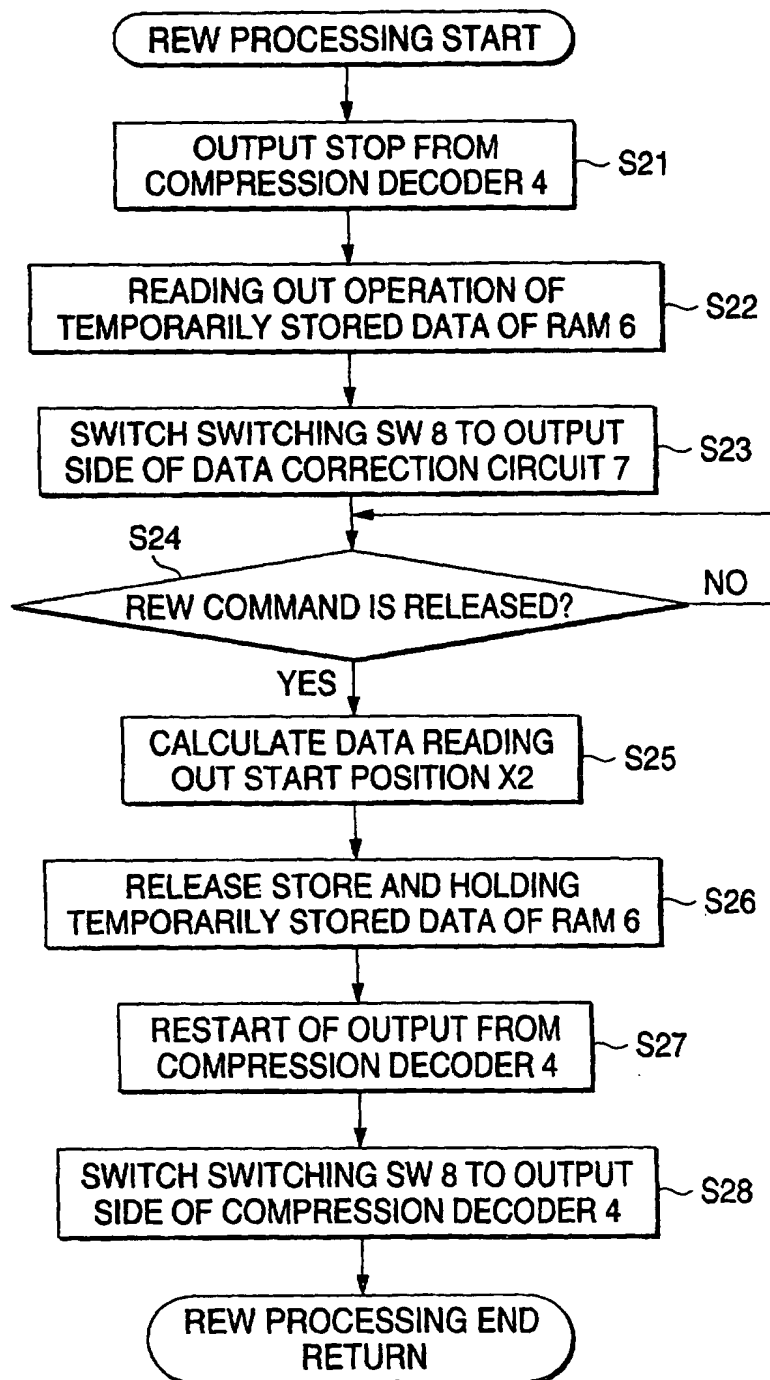 REW PROCESSING START
OUTPUT STOP FROM
COMPRESSION DECODER 4
S21
READING OUT OPERATION OF
TEMPORARILY STORED DATA OF RAM 6
S22
SWITCH SWITCHING SW 8 TO OUTPUT
SIDE OF DATA CORRECTION CIRCUIT 7
S23
S24
REW COMMAND IS RELEASED?
NO
YES
CALCULATE DATA READING
OUT START POSITION X2
S25
RELEASE STORE AND HOLDING
TEMPORARILY STORED DATA OF RAM 6
S26
RESTART OF OUTPUT FROM
COMPRESSION DECODER 4
S27
SWITCH SWITCHING SW 8 TO OUTPUT
SIDE OF COMPRESSION DECODER 4
S28
REW PROCESSING END
RETURN